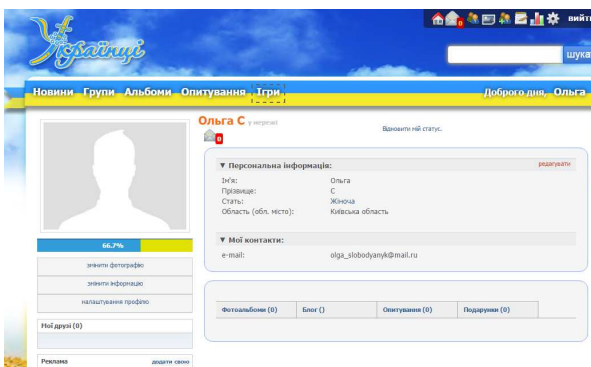 Українці
0
вийти
шука
Новини Групи Альбоми Опитування Ігри
Доброго дня, Ольга
Ольга С у мережі
0
Відновити мій статус.
▼ Персональна інформація:
редагувати
Ім'я: Ольга
Прізвище: С
Стать: Жіноча
Область (обл. місто): Київська область
▼ Мої контакти:
e-mail: olga_slobodyanyk@mail.ru
66.7%
змінити фотографію
змінити інформацію
налаштування профілю
Мої друзі (0)
Фотоальбоми (0) Блог () Опитування (0) Подарунки (0)
Реклама додати свою